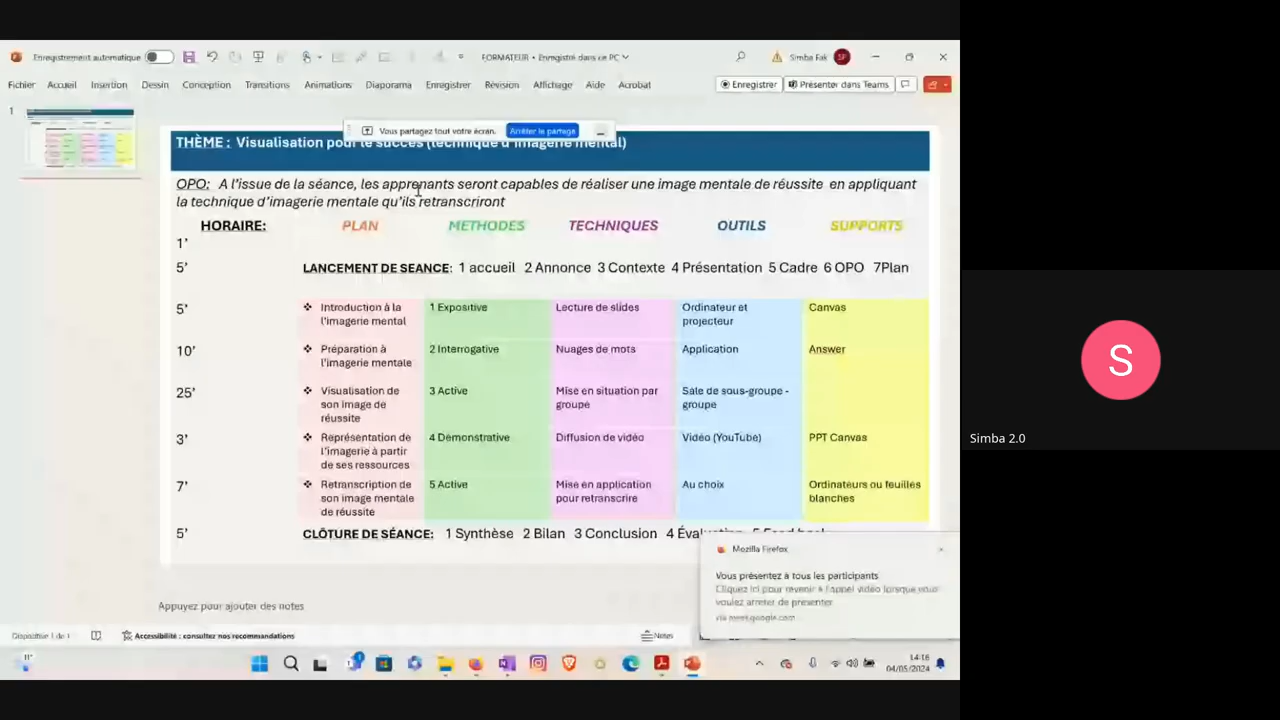 Enregistrement automatique
FORMATEUR • Enregistré dans ce PC
Simba Fak
SF
Fichier Accueil Insertion Dessin Conception Transitions Animations Diaporama Enregistrer Révision Affichage Aide Acrobat
Enregistrer
Présenter dans Teams
1
Vous partagez tout votre écran.
Arrêter le partage
THÈME : Visualisation pour le succès (technique d'imagerie mental)
OPO: A l'issue de la séance, les apprenants seront capables de réaliser une image mentale de réussite en appliquant
la technique d'imagerie mentale qu'ils retranscriront
HORAIRE: PLAN METHODES TECHNIQUES OUTILS SUPPORTS
1'
5' LANCEMENT DE SEANCE: 1 accueil 2 Annonce 3 Contexte 4 Présentation 5 Cadre 6 OPO 7Plan
5' ❖ Introduction à la 1 Expositive Lecture de slides Ordinateur et Canvas
l'imagerie mental projecteur
10' ❖ Préparation à 2 Interrogative Nuages de mots Application Answer
l'imagerie mentale
25' ❖ Visualisation de 3 Active Mise en situation par Sale de sous-groupe -
son image de groupe groupe
réussite
3' ❖ Représentation de 4 Démonstrative Diffusion de vidéo Vidéo (YouTube) PPT Canvas
l'imagerie à partir
de ses ressources
7' ❖ Retranscription de 5 Active Mise en application Au choix Ordinateurs ou feuilles
son image mentale pour retranscrire blanches
de réussite
5' CLÔTURE DE SÉANCE: 1 Synthèse 2 Bilan 3 Conclusion 4 Évaluation
Mozilla Firefox
Vous présentez à tous les participants
Cliquez ici pour revenir à l'appel vidéo lorsque vous
voulez arrêter de présenter
via meet.google.com
Appuyez pour ajouter des notes
Diapositive 1 de 1
Accessibilité : consultez nos recommandations
Notes
11°
14:16
04/05/2024
S
Simba 2.0